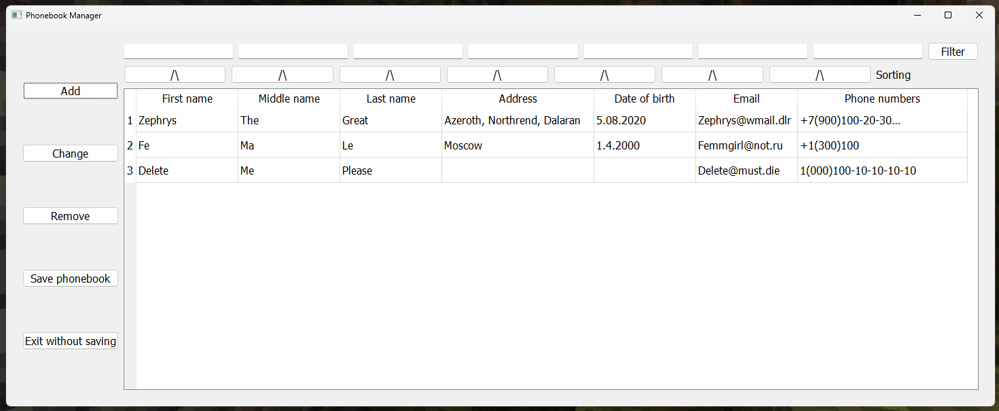 Phonebook Manager
Filter
/\ /\ /\ /\ /\ /\ /\ Sorting
Add
First name Middle name Last name Address Date of birth Email Phone numbers
1 Zephrys The Great Azeroth, Northrend, Dalaran 5.08.2020 Zephrys@wmail.dlr +7(900)100-20-30...
2 Fe Ma Le Moscow 1.4.2000 Femmgirl@not.ru +1(300)100
Change
3 Delete Me Please Delete@must.die 1(000)100-10-10-10-10
Remove
Save phonebook
Exit without saving